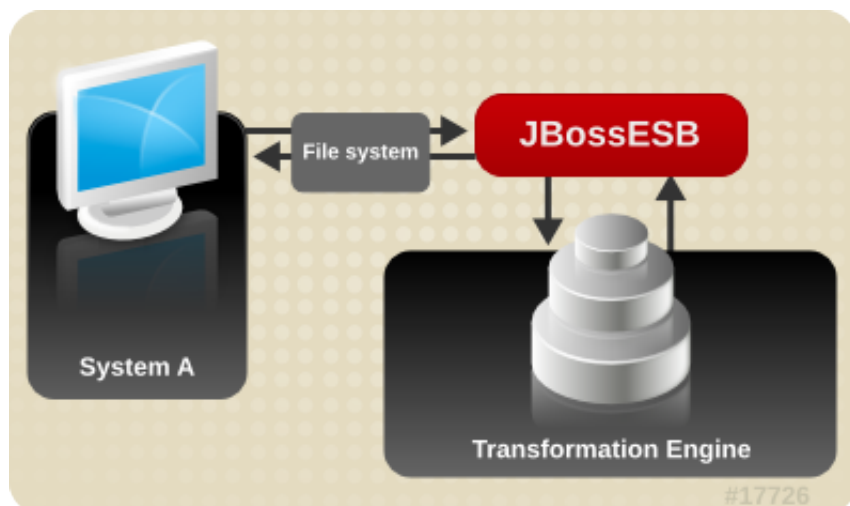 JBossESB
File system
System A
Transformation Engine
#17726